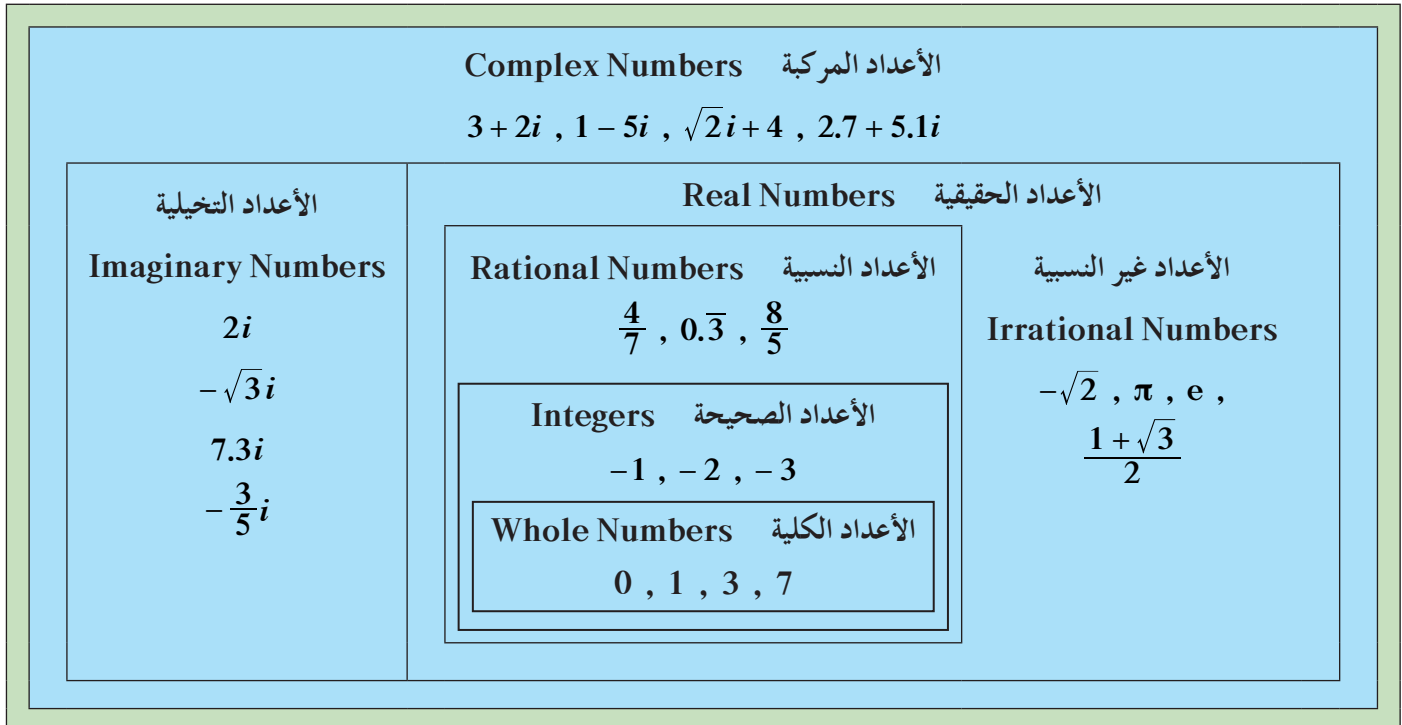 Complex Numbers الأعداد المركبة
3 + 2i , 1 − 5i , √2 i + 4 , 2.7 + 5.1i
الأعداد التخيلية
Imaginary Numbers
2i
−√3 i
7.3i
−3/5 i
Real Numbers الأعداد الحقيقية
Rational Numbers الأعداد النسبية
4/7 , 0.3̅ , 8/5
Integers الأعداد الصحيحة
−1 , −2 , −3
Whole Numbers الأعداد الكلية
0 , 1 , 3 , 7
الأعداد غير النسبية
Irrational Numbers
−√2 , π , e ,
(1 + √3)/2